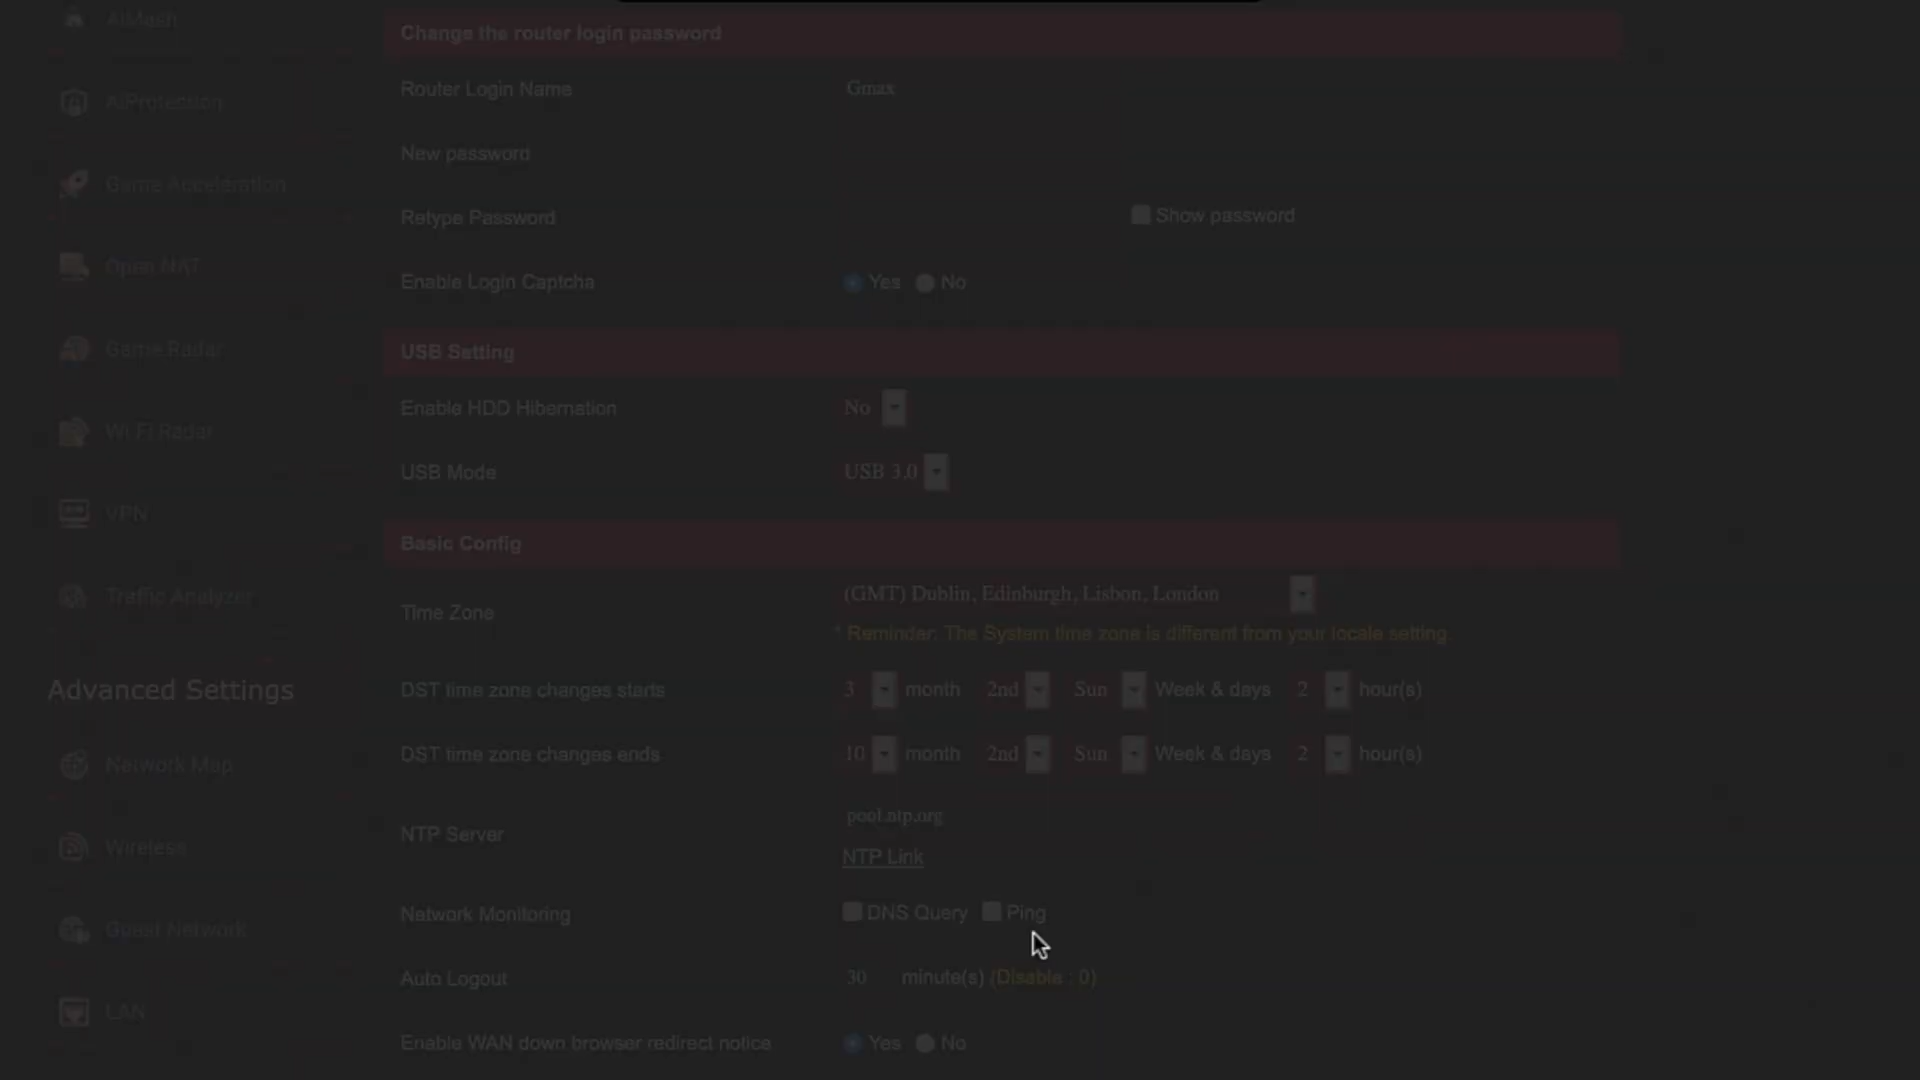 AiMesh
AiProtection
Game Acceleration
Open NAT
Game Radar
Wi-Fi Radar
VPN
Traffic Analyzer
Advanced Settings
Network Map
Wireless
Guest Network
LAN
Change the router login password
Router Login Name Gmax
New password
Retype Password Show password
Enable Login Captcha Yes No
USB Setting
Enable HDD Hibernation No
USB Mode USB 3.0
Basic Config
Time Zone (GMT) Dublin, Edinburgh, Lisbon, London
* Reminder: The System time zone is different from your locale setting.
DST time zone changes starts 3 month 2nd Sun Week & days 2 hour(s)
DST time zone changes ends 10 month 2nd Sun Week & days 2 hour(s)
NTP Server pool.ntp.org
NTP Link
Network Monitoring DNS Query Ping
Auto Logout 30 minute(s) (Disable : 0)
Enable WAN down browser redirect notice Yes No